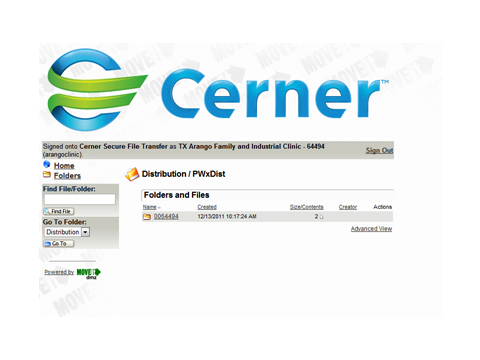 Cerner™
Signed onto Cerner Secure File Transfer as TX Arango Family and Industrial Clinic - 64494
(arangoclinic).
Sign Out
Home
Folders
Find File/Folder:
Find File
Go To Folder:
Distribution
Go To
Powered by MOVEit dmz
Distribution / PWxDist
Folders and Files
Name Created Size/Contents Creator Actions
0064494 12/13/2011 10:17:24 AM 2
Advanced View